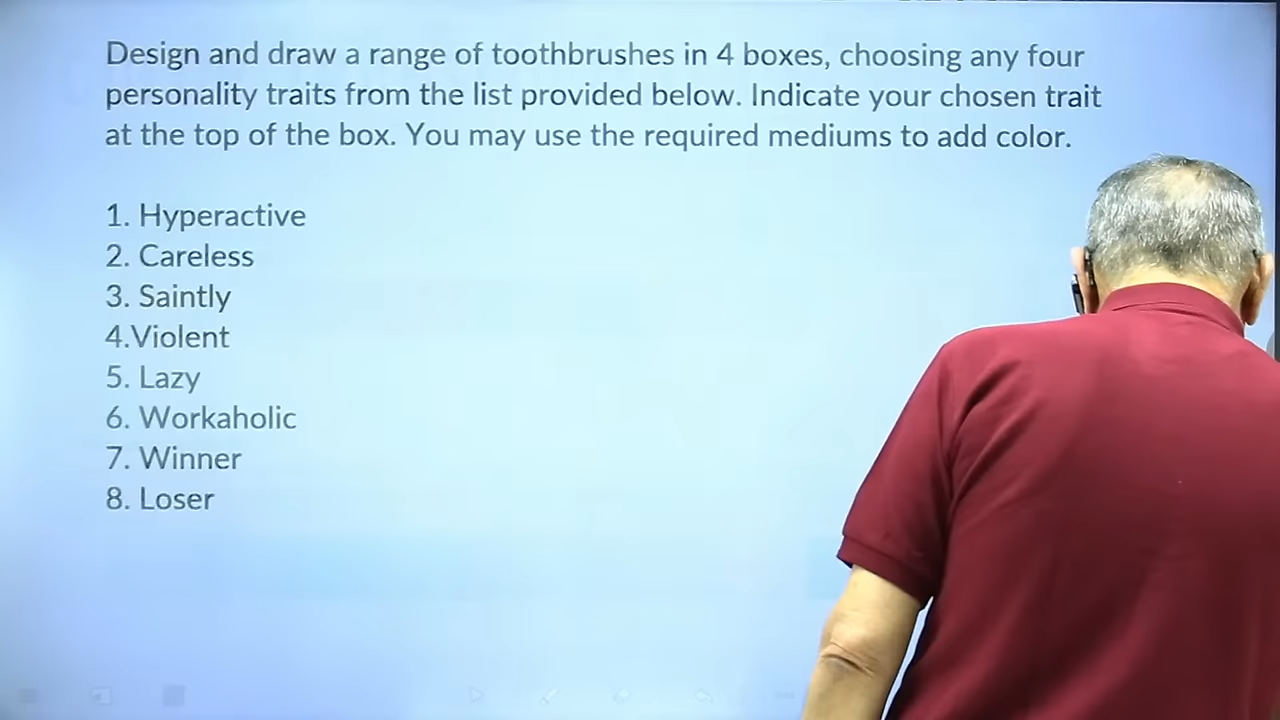 Design and draw a range of toothbrushes in 4 boxes, choosing any four
personality traits from the list provided below. Indicate your chosen trait
at the top of the box. You may use the required mediums to add color.
1. Hyperactive
2. Careless
3. Saintly
4.Violent
5. Lazy
6. Workaholic
7. Winner
8. Loser